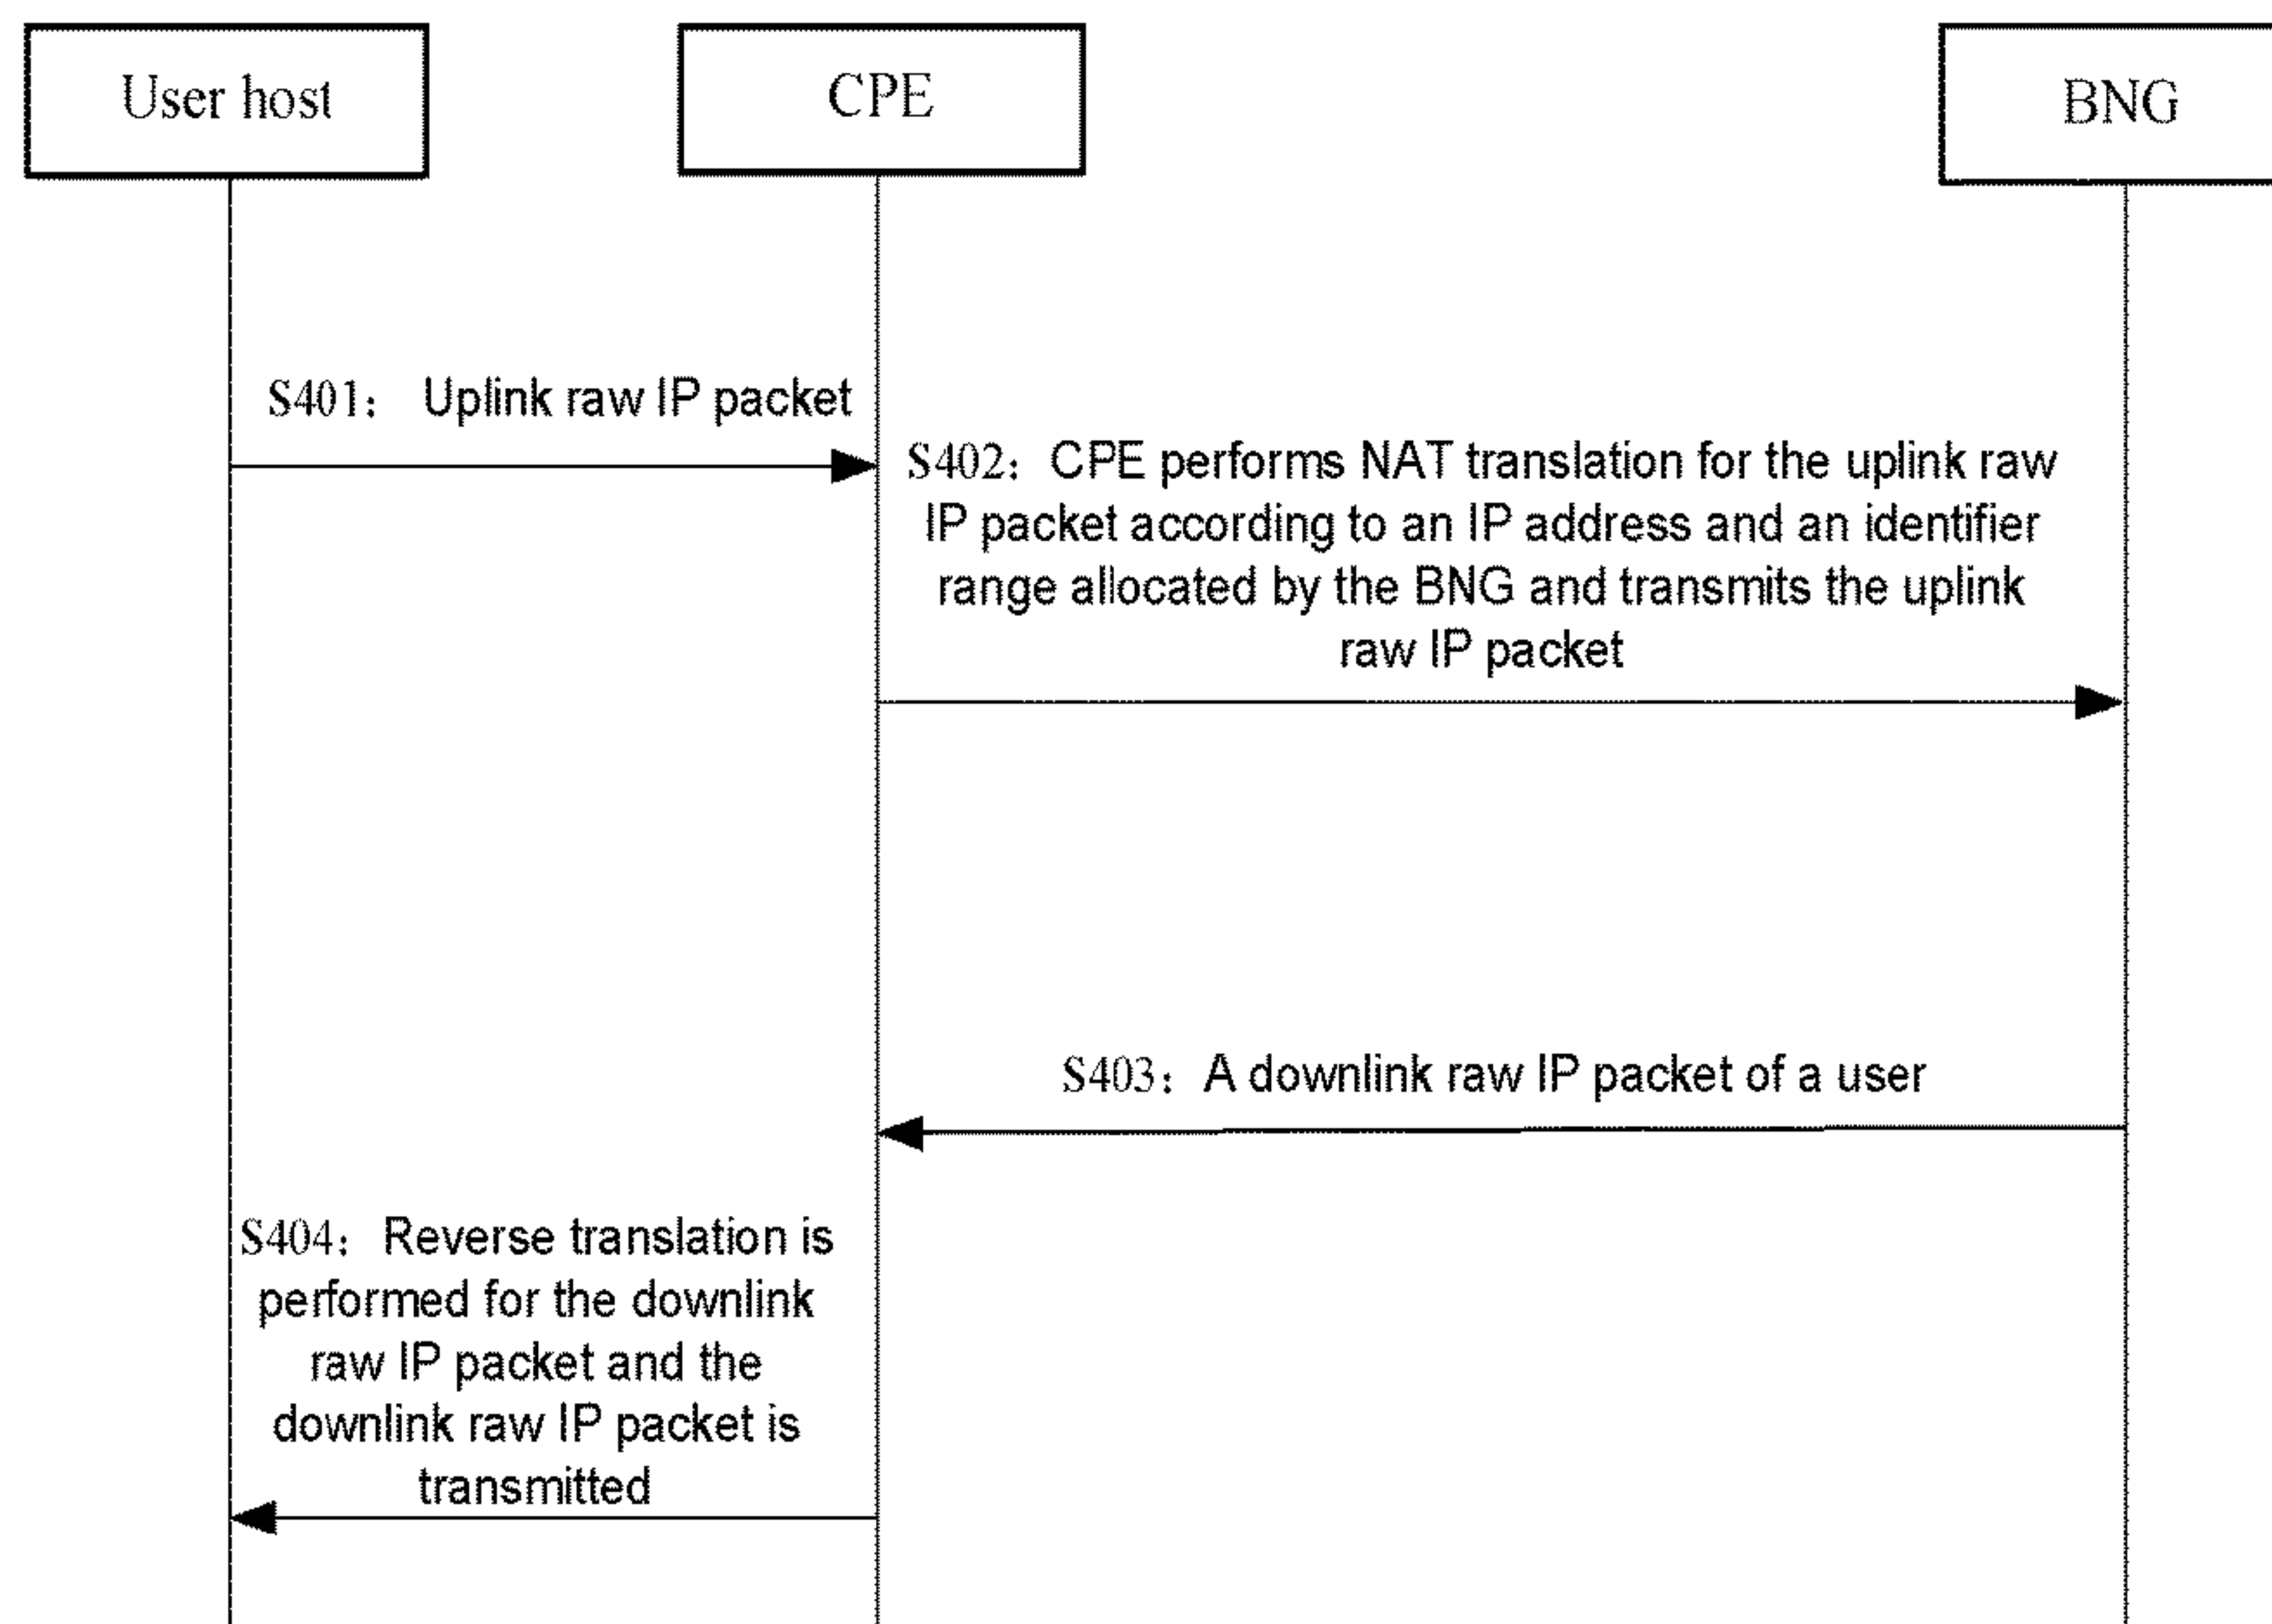 User host
CPE
BNG
S401: Uplink raw IP packet
S402: CPE performs NAT translation for the uplink raw
IP packet according to an IP address and an identifier
range allocated by the BNG and transmits the uplink
raw IP packet
S403: A downlink raw IP packet of a user
S404: Reverse translation is
performed for the downlink
raw IP packet and the
downlink raw IP packet is
transmitted